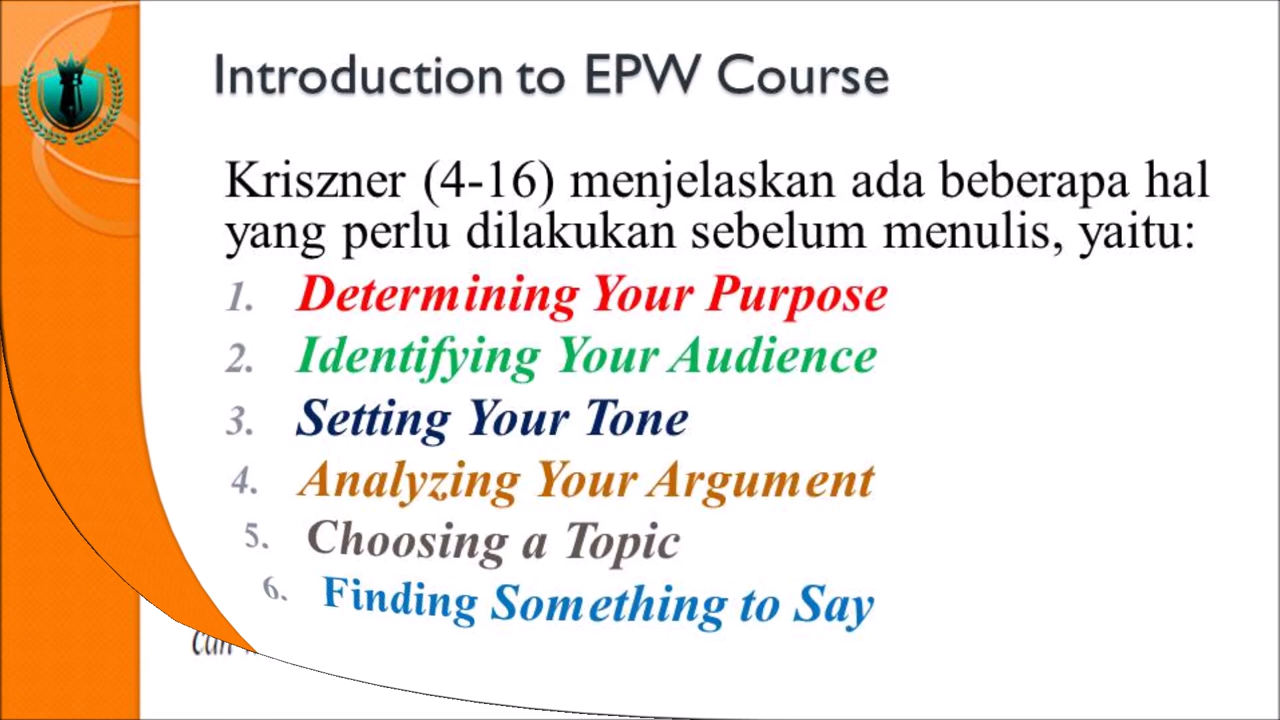 Introduction to EPW Course
Kriszner (4-16) menjelaskan ada beberapa hal
yang perlu dilakukan sebelum menulis, yaitu:
1. Determining Your Purpose
2. Identifying Your Audience
3. Setting Your Tone
4. Analyzing Your Argument
5. Choosing a Topic
6. Finding Something to Say